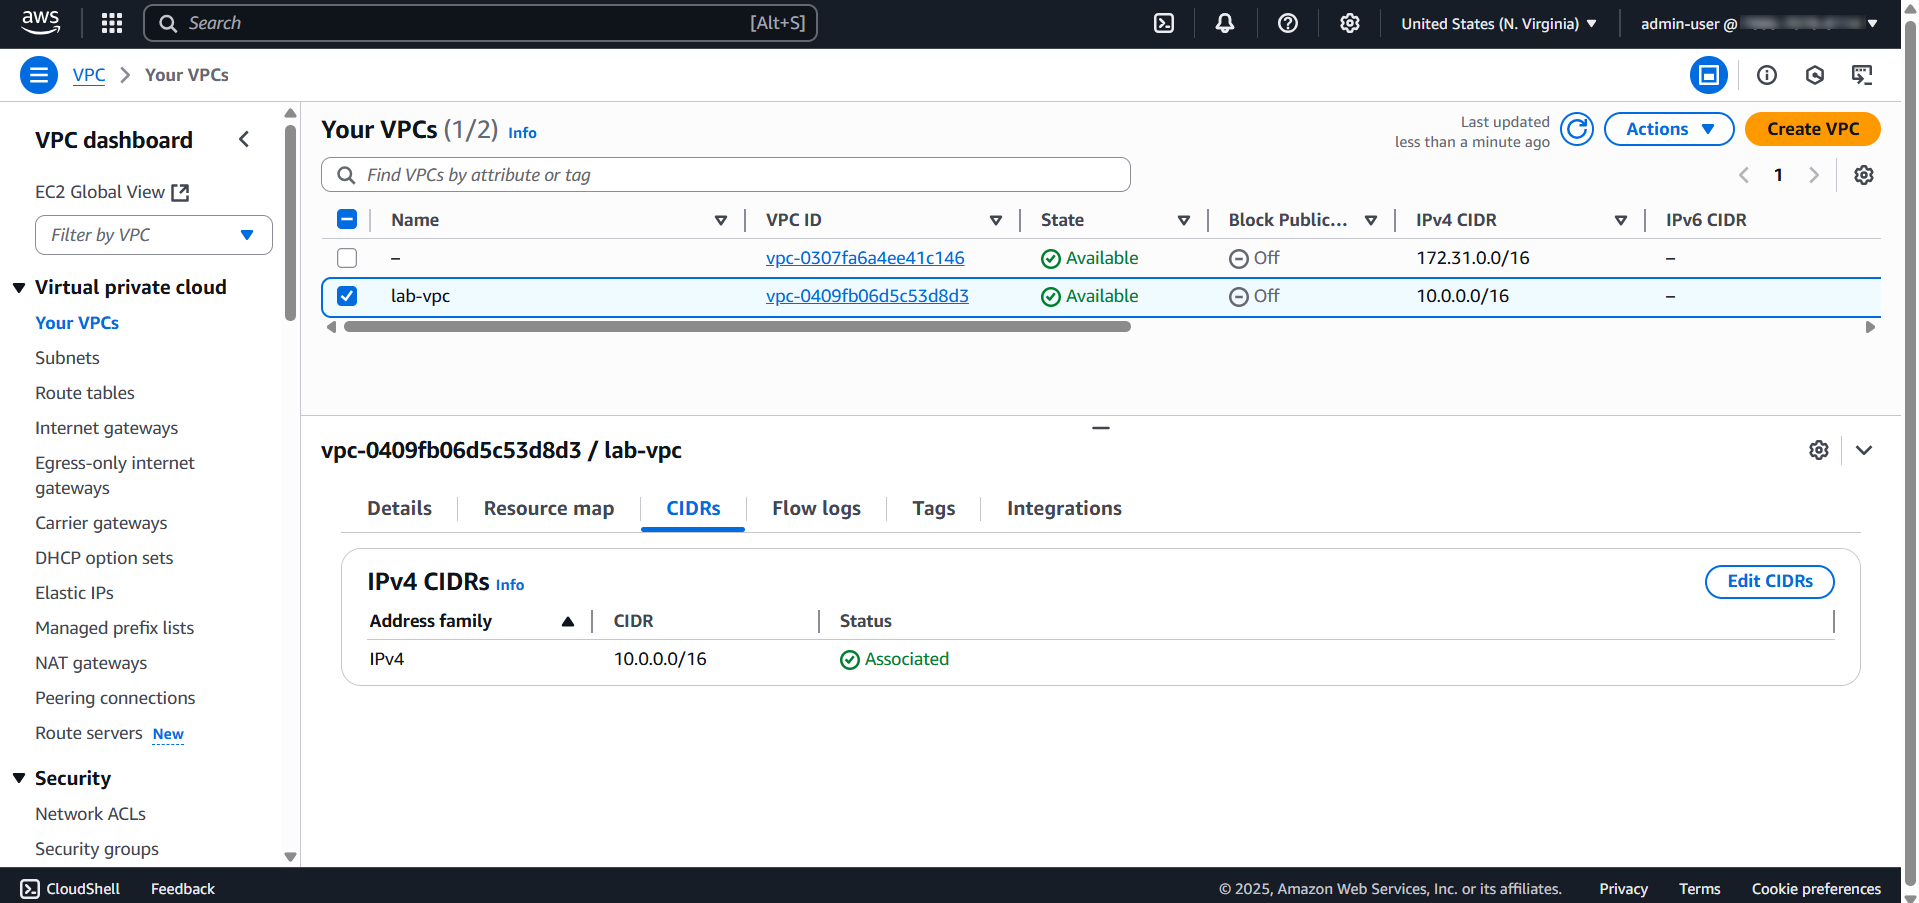 aws
Search [Alt+S]
United States (N. Virginia)
admin-user @
VPC
Your VPCs
VPC dashboard
EC2 Global View
Filter by VPC
Virtual private cloud
Your VPCs
Subnets
Route tables
Internet gateways
Egress-only internet
gateways
Carrier gateways
DHCP option sets
Elastic IPs
Managed prefix lists
NAT gateways
Peering connections
Route servers New
Security
Network ACLs
Security groups
Your VPCs (1/2) Info
Last updated
less than a minute ago
Actions
Create VPC
Find VPCs by attribute or tag
1
Name VPC ID State Block Public... IPv4 CIDR IPv6 CIDR
– vpc-0307fa6a4ee41c146 Available Off 172.31.0.0/16 –
lab-vpc vpc-0409fb06d5c53d8d3 Available Off 10.0.0.0/16 –
vpc-0409fb06d5c53d8d3 / lab-vpc
Details Resource map CIDRs Flow logs Tags Integrations
IPv4 CIDRs Info
Edit CIDRs
Address family CIDR Status
IPv4 10.0.0.0/16 Associated
CloudShell Feedback
© 2025, Amazon Web Services, Inc. or its affiliates. Privacy Terms Cookie preferences